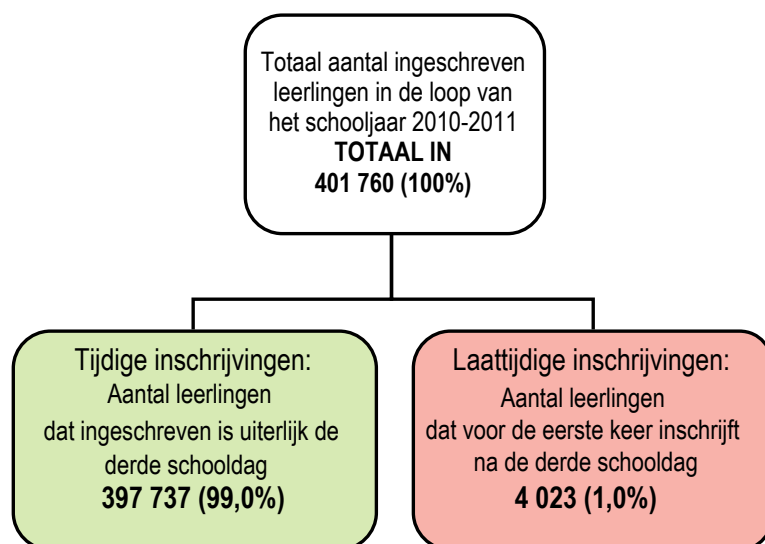 Totaal aantal ingeschreven
leerlingen in de loop van
het schooljaar 2010-2011
TOTAAL IN
401 760 (100%)
Tijdige inschrijvingen:
Aantal leerlingen
dat ingeschreven is uiterlijk de
derde schooldag
397 737 (99,0%)
Laattijdige inschrijvingen:
Aantal leerlingen
dat voor de eerste keer inschrijft
na de derde schooldag
4 023 (1,0%)